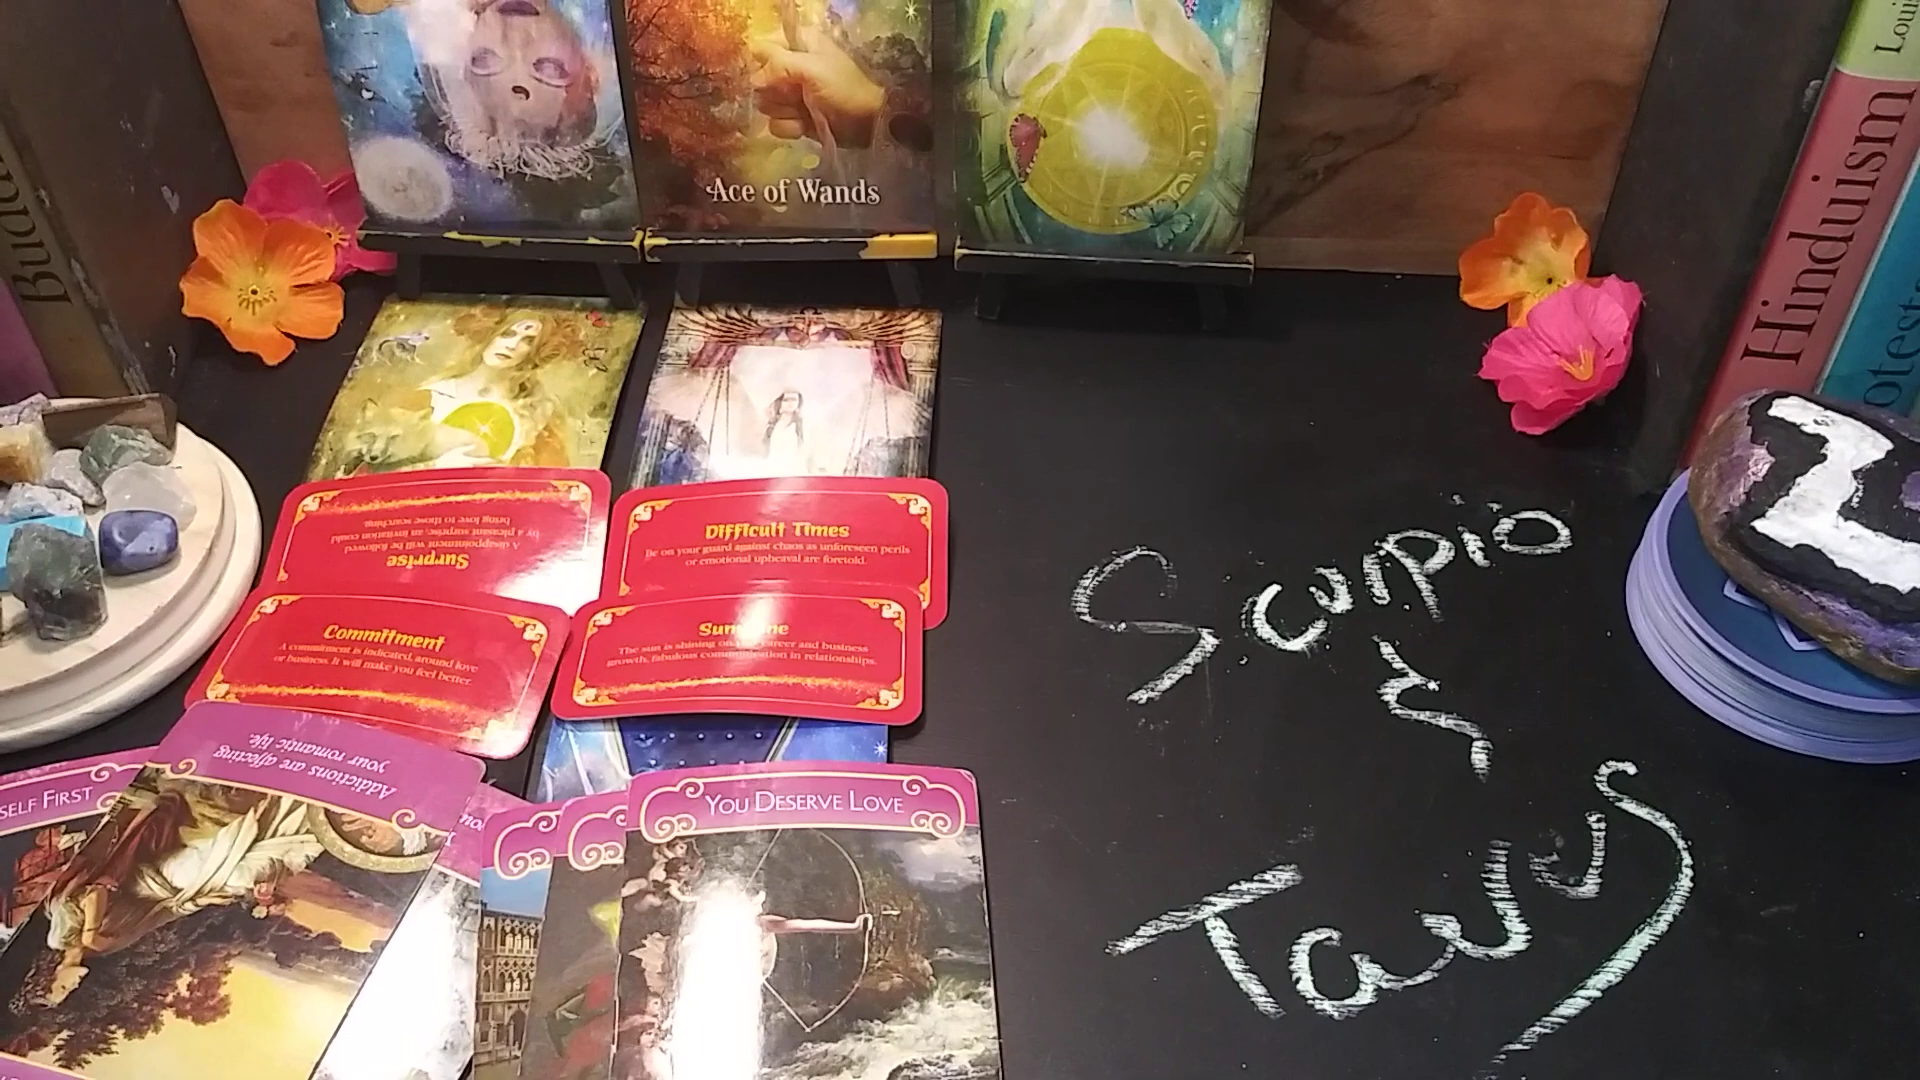 Ace of Wands
Louis
Hinduism
Surprise
A disappointment will be followed
by a pleasant surprise, an invitation could
bring love to those searching.
Difficult Times
Be on your guard against chaos as unforeseen perils
or emotional upheaval are foretold.
Commitment
A commitment is indicated around love
or business. It will make you feel better.
The sun is shining on career and business
growth, fabulous communication in relationships.
Addictions are affecting
your romantic life.
SELF FIRST
YOU DESERVE LOVE
Scorpio
Taurus